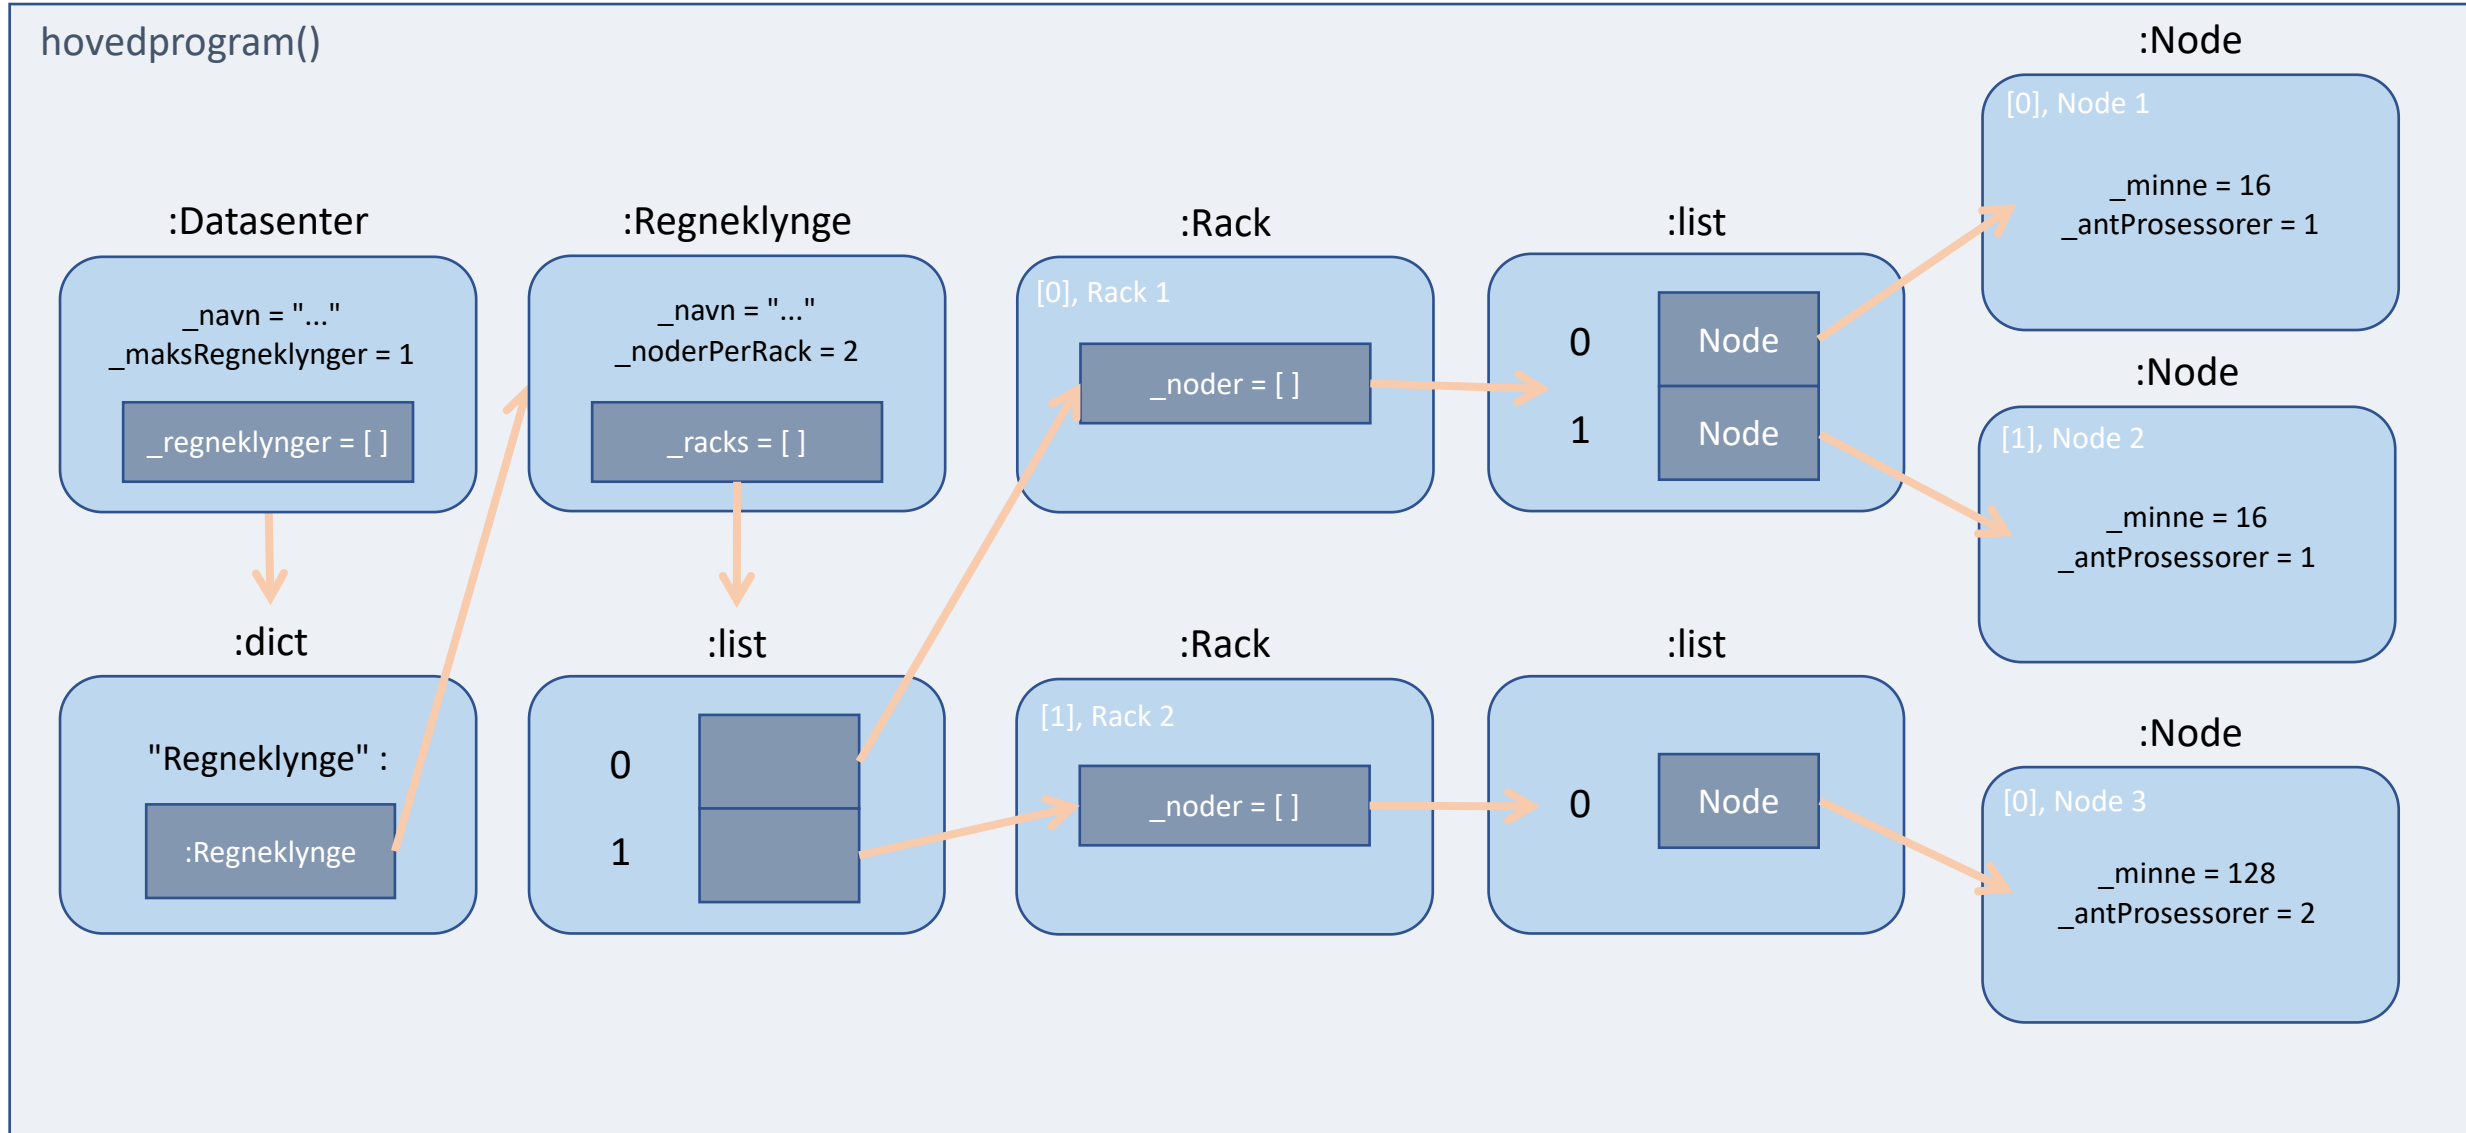 hovedprogram()
:Datasenter
_navn = "..."
_maksRegneklynger = 1
_regneklynger = [ ]
:dict
"Regneklynge" :
:Regneklynge
:Regneklynge
_navn = "..."
_noderPerRack = 2
_racks = [ ]
:list
0
1
:Rack
[0], Rack 1
_noder = [ ]
:Rack
[1], Rack 2
_noder = [ ]
:list
0 Node
1 Node
:list
0 Node
:Node
[0], Node 1
_minne = 16
_antProsessorer = 1
:Node
[1], Node 2
_minne = 16
_antProsessorer = 1
:Node
[0], Node 3
_minne = 128
_antProsessorer = 2